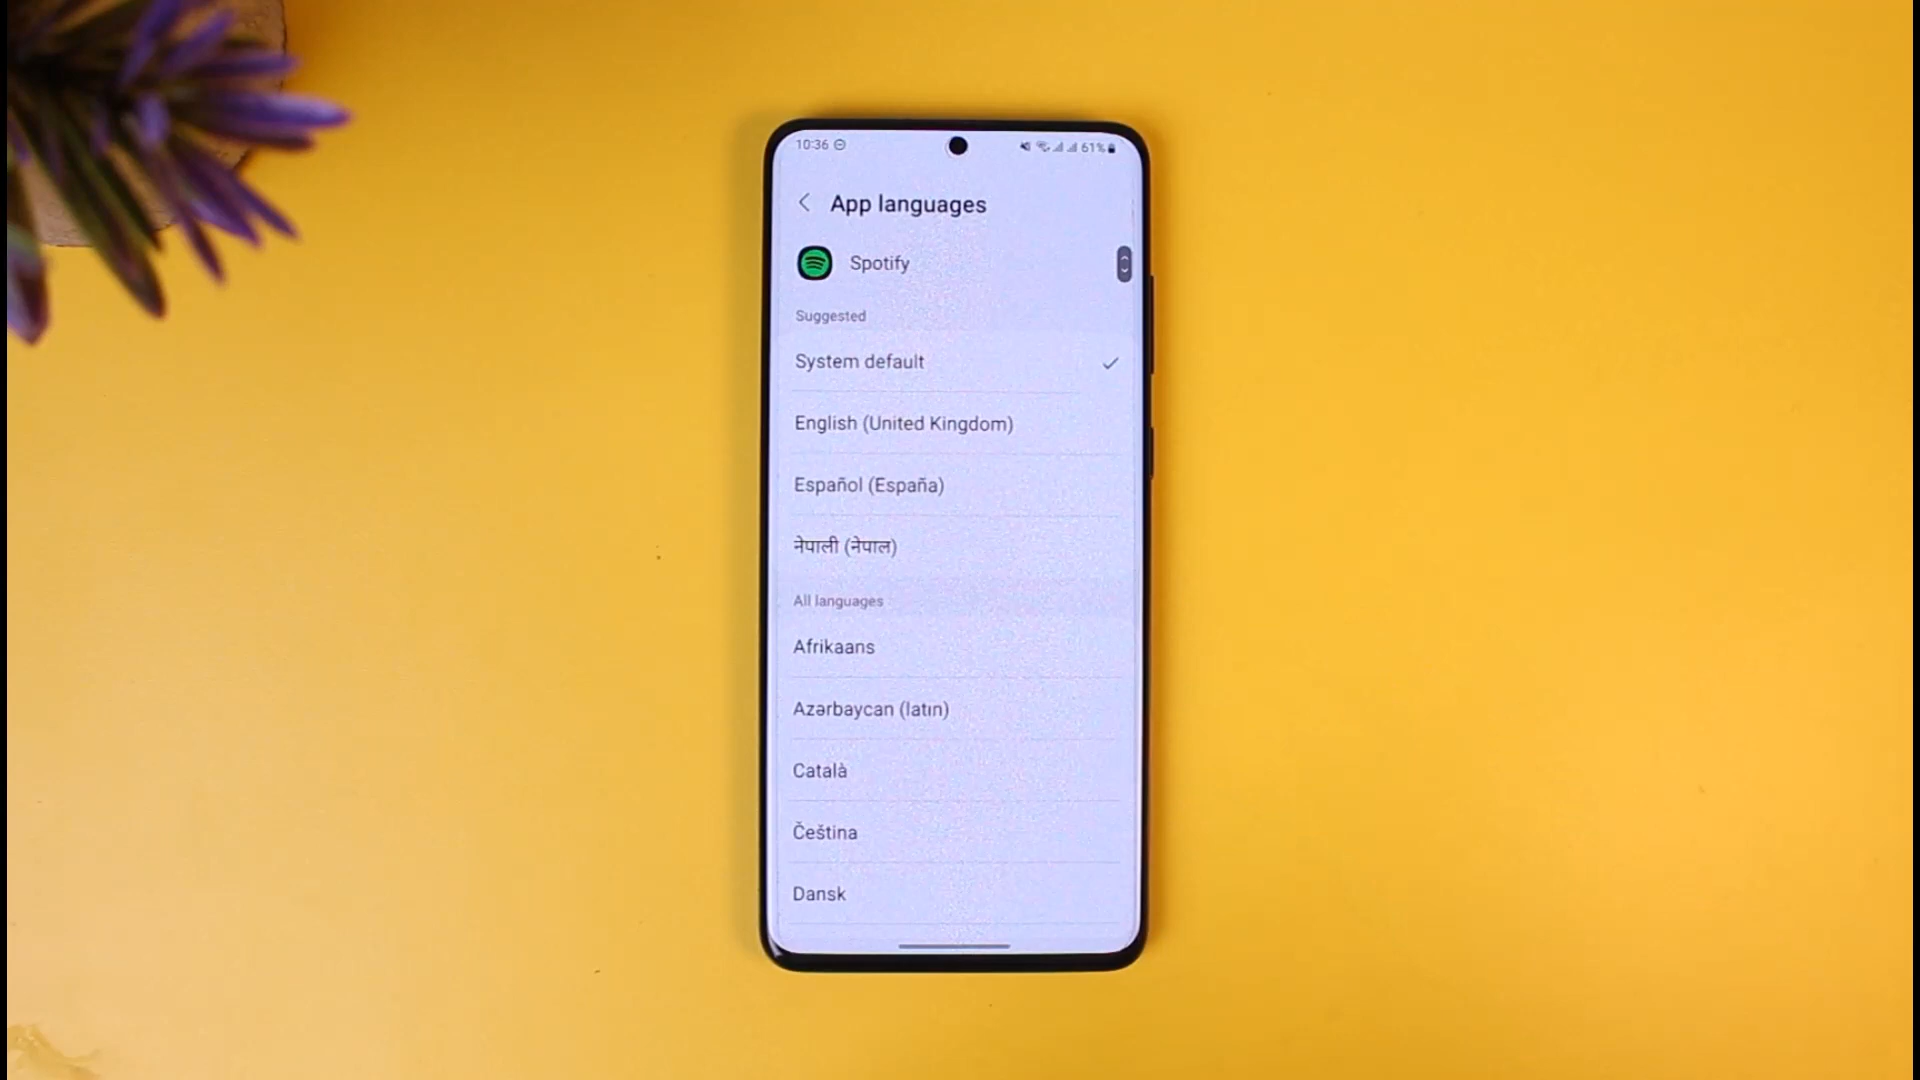 10:36
61%
App languages
Spotify
Suggested
System default
English (United Kingdom)
Español (España)
नेपाली (नेपाल)
All languages
Afrikaans
Azərbaycan (latın)
Català
Čeština
Dansk